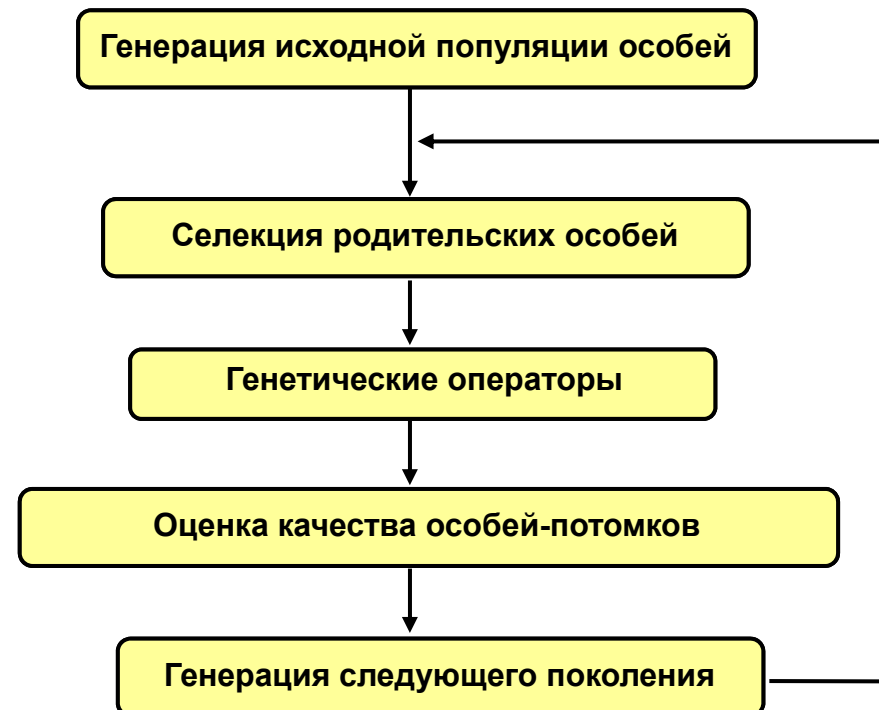 Генерация исходной популяции особей
Селекция родительских особей
Генетические операторы
Оценка качества особей-потомков
Генерация следующего поколения